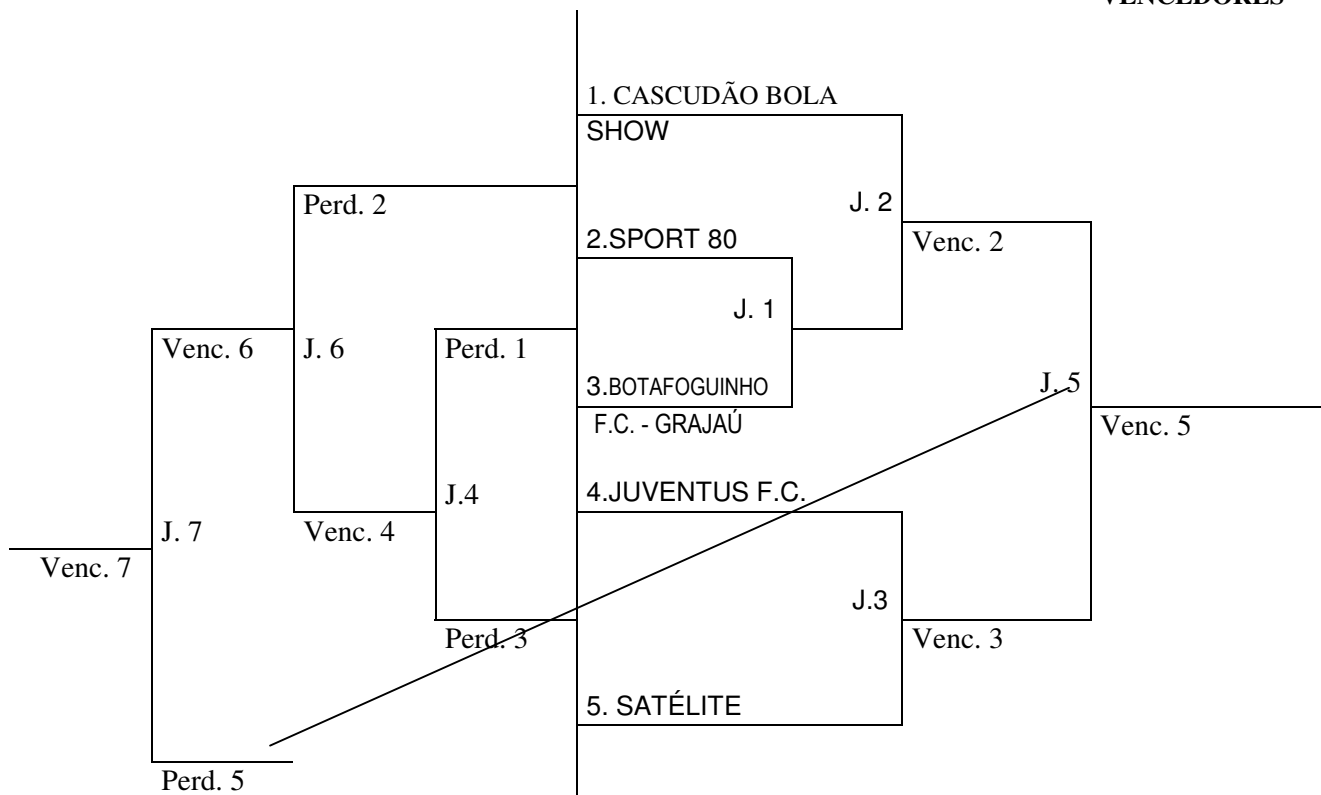 VENCEDORES
1. CASCUDÃO BOLA
SHOW
Perd. 2
J. 2
2.SPORT 80
Venc. 2
J. 1
Venc. 6
J. 6
Perd. 1
3.BOTAFOGUINHO
F.C. - GRAJAÚ
J. 5
Venc. 5
4.JUVENTUS F.C.
J.4
J. 7
Venc. 4
Venc. 7
J.3
Perd. 3
Venc. 3
5. SATÉLITE
Perd. 5